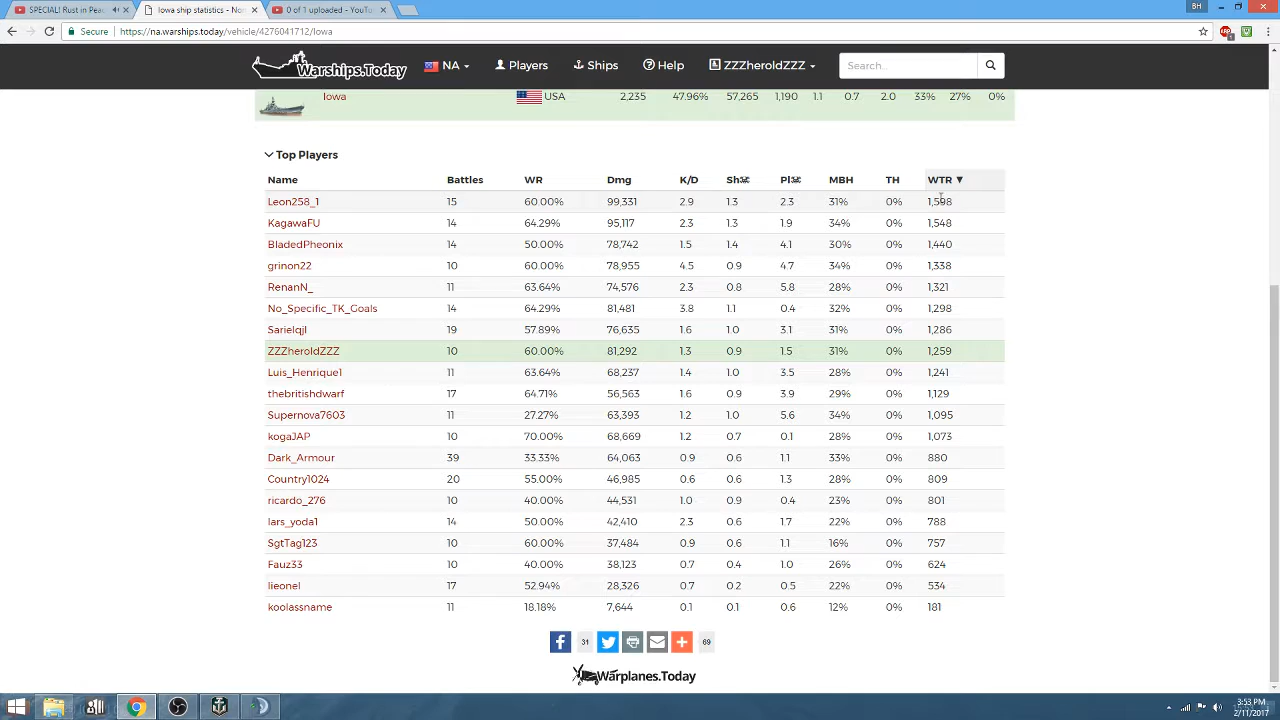 SPECIAL! Rust in Peac
Iowa ship statistics - No
0 of 1 uploaded - YouTu
BH
Secure
https://na.warships.today/vehicle/4276041712/Iowa
Warships.Today
NA
Players
Ships
Help
ZZZheroldZZZ
Search...
Iowa USA 2,235 47.96% 57,265 1,190 1.1 0.7 2.0 33% 27% 0%
Top Players
Name Battles WR Dmg K/D Sh Pl MBH TH WTR ▼
Leon258_1 15 60.00% 99,331 2.9 1.3 2.3 31% 0% 1,598
KagawaFU 14 64.29% 95,117 2.3 1.3 1.9 34% 0% 1,548
BladedPheonix 14 50.00% 78,742 1.5 1.4 4.1 30% 0% 1,440
grinon22 10 60.00% 78,955 4.5 0.9 4.7 34% 0% 1,338
RenanN_ 11 63.64% 74,576 2.3 0.8 5.8 28% 0% 1,321
No_Specific_TK_Goals 14 64.29% 81,481 3.8 1.1 0.4 32% 0% 1,298
Sarielqjl 19 57.89% 76,635 1.6 1.0 3.1 31% 0% 1,286
ZZZheroldZZZ 10 60.00% 81,292 1.3 0.9 1.5 31% 0% 1,259
Luis_Henrique1 11 63.64% 68,237 1.4 1.0 3.5 28% 0% 1,241
thebritishdwarf 17 64.71% 56,563 1.6 0.9 3.9 29% 0% 1,129
Supernova7603 11 27.27% 63,393 1.2 1.0 5.6 34% 0% 1,095
kogaJAP 10 70.00% 68,669 1.2 0.7 0.1 28% 0% 1,073
Dark_Armour 39 33.33% 64,063 0.9 0.6 1.1 33% 0% 880
Country1024 20 55.00% 46,985 0.6 0.6 1.3 28% 0% 809
ricardo_276 10 40.00% 44,531 1.0 0.9 0.4 23% 0% 801
lars_yoda1 14 50.00% 42,410 2.3 0.6 1.7 22% 0% 788
SgtTag123 10 60.00% 37,484 0.9 0.6 1.1 16% 0% 757
Fauz33 10 40.00% 38,123 0.7 0.4 1.0 26% 0% 624
lieonel 17 52.94% 28,326 0.7 0.2 0.5 22% 0% 534
koolassname 11 18.18% 7,644 0.1 0.1 0.6 12% 0% 181
31
69
Warplanes.Today
3:53 PM
2/11/2017